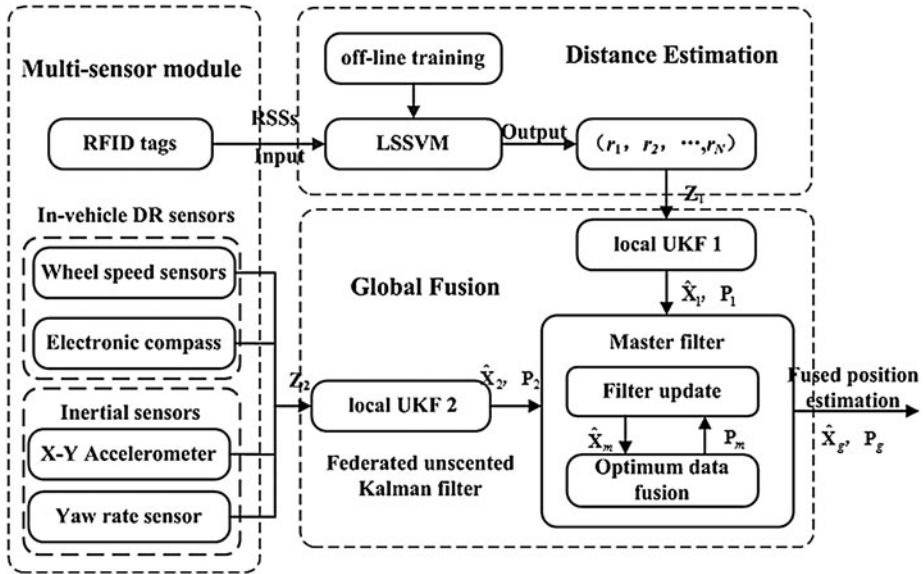 Multi-sensor module
RFID tags
In-vehicle DR sensors
Wheel speed sensors
Electronic compass
Inertial sensors
X-Y Accelerometer
Yaw rate sensor
RSSs
Input
off-line training
Distance Estimation
LSSVM
Output
(r₁, r₂, ⋯,r_N)
Z₁
Global Fusion
local UKF 1
X̂₁, P₁
Z₂
local UKF 2
X̂₂, P₂
Federated unscented
Kalman filter
Master filter
Filter update
X̂ₘ Pₘ
Optimum data
fusion
Fused position
estimation
X̂_g, P_g